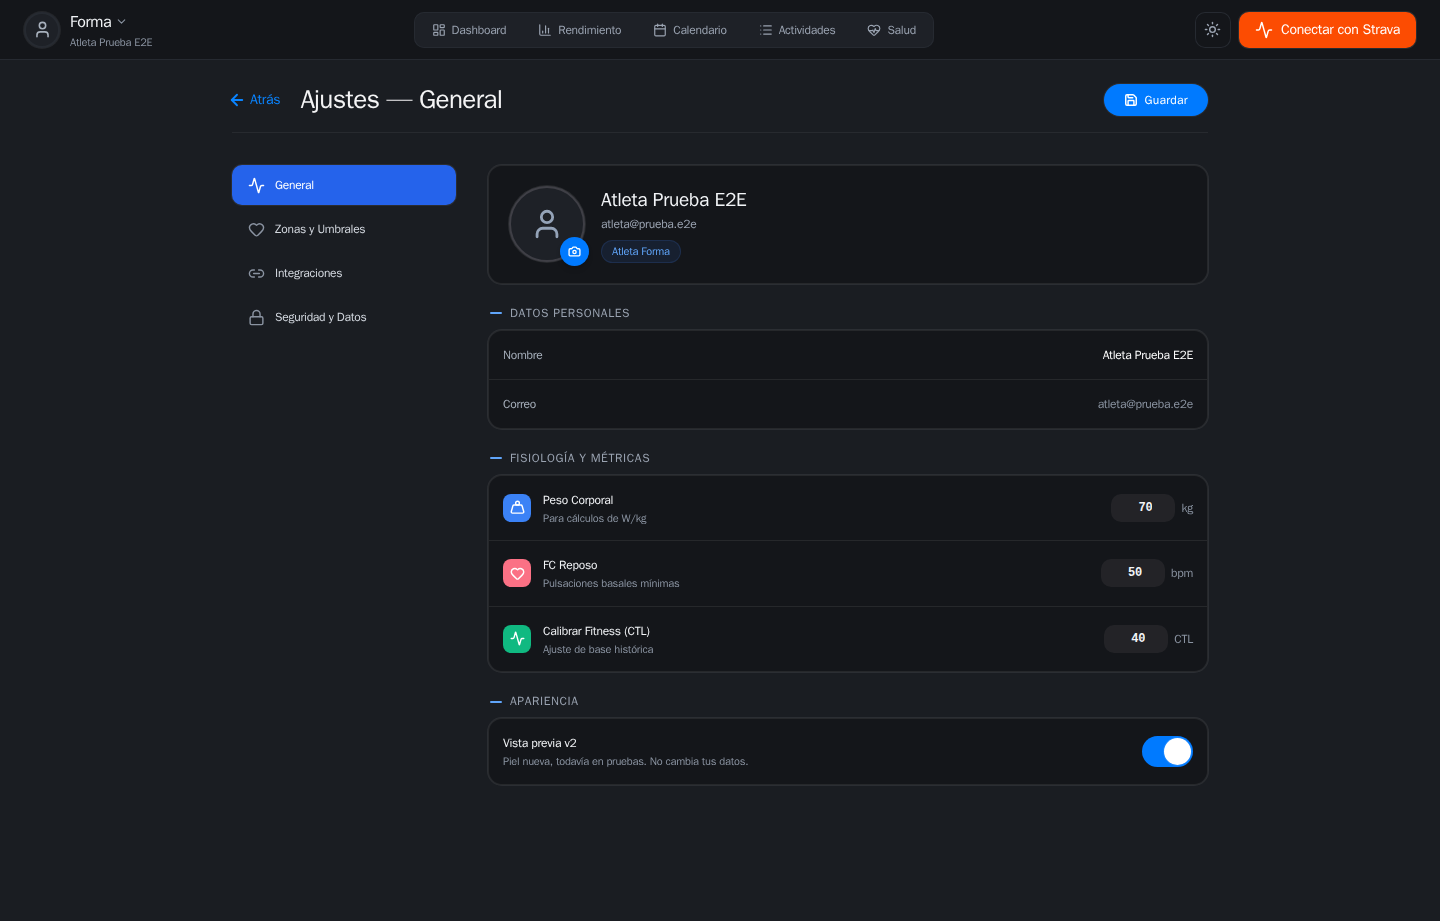 Forma
Atleta Prueba E2E
Dashboard
Rendimiento
Calendario
Actividades
Salud
Conectar con Strava
Atrás
Ajustes — General
Guardar
General
Zonas y Umbrales
Integraciones
Seguridad y Datos
Atleta Prueba E2E
atleta@prueba.e2e
Atleta Forma
DATOS PERSONALES
Nombre
Atleta Prueba E2E
Correo
atleta@prueba.e2e
FISIOLOGÍA Y MÉTRICAS
Peso Corporal
Para cálculos de W/kg
70 kg
FC Reposo
Pulsaciones basales mínimas
50 bpm
Calibrar Fitness (CTL)
Ajuste de base histórica
40 CTL
APARIENCIA
Vista previa v2
Piel nueva, todavía en pruebas. No cambia tus datos.